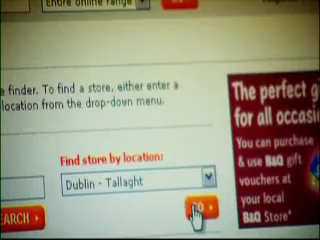 Entire online range
e finder. To find a store, either enter a
location from the drop-down menu.
Find store by location:
Dublin - Tallaght
EARCH
GO
The perfect g
for all occasi
You can purchase
& use B&Q gift
vouchers at
your local
B&Q Store*